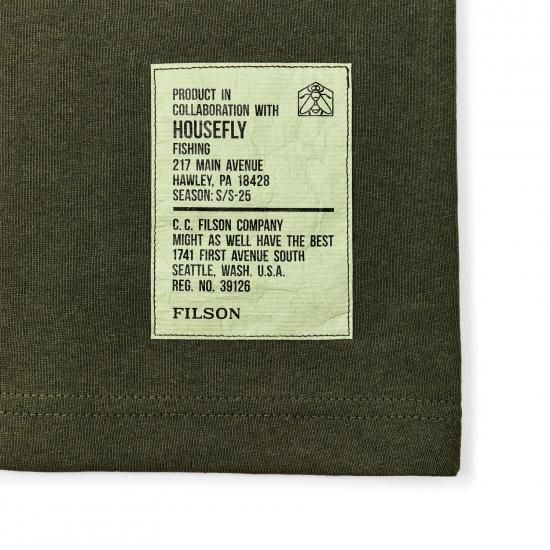 PRODUCT IN
COLLABORATION WITH
HOUSEFLY
FISHING
217 MAIN AVENUE
HAWLEY, PA 18428
SEASON: S/S-25
C. C. FILSON COMPANY
MIGHT AS WELL HAVE THE BEST
1741 FIRST AVENUE SOUTH
SEATTLE, WASH. U.S.A.
REG. NO. 39126
FILSON